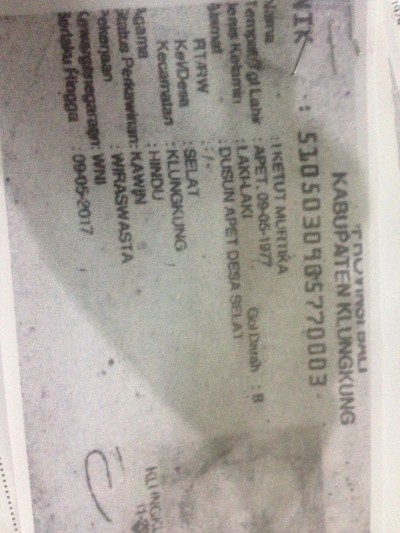 PROVINSI BALI
KABUPATEN KLUNGKUNG
NIK : 5105030905770003
Nama : I KETUT MURTIKA
Tempat/Tgl Lahir : APET, 09-05-1977
Jenis Kelamin : LAKI-LAKI Gol Darah : B
Alamat : DUSUN APET DESA SELAT
RT/RW : / -
Kel/Desa : SELAT
Kecamatan : KLUNGKUNG
Agama : HINDU
Status Perkawinan: KAWIN
Pekerjaan : WIRASWASTA
Kewarganegaraan: WNI
Berlaku Hingga : 09-05-2017